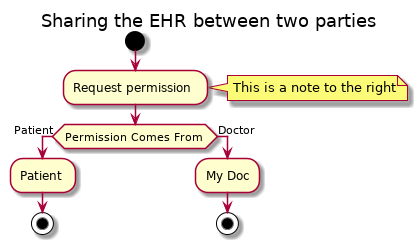 Sharing the EHR between two parties
Request permission
This is a note to the right
Patient
Permission Comes From
Doctor
Patient
My Doc